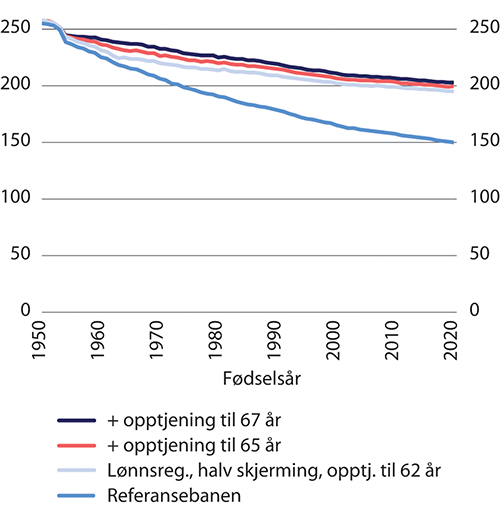 250 250
200 200
150 150
100 100
50 50
0 0
1950 1960 1970 1980 1990 2000 2010 2020
Fødselsår
+ opptjening til 67 år
+ opptjening til 65 år
Lønnsreg., halv skjerming, opptj. til 62 år
Referansebanen